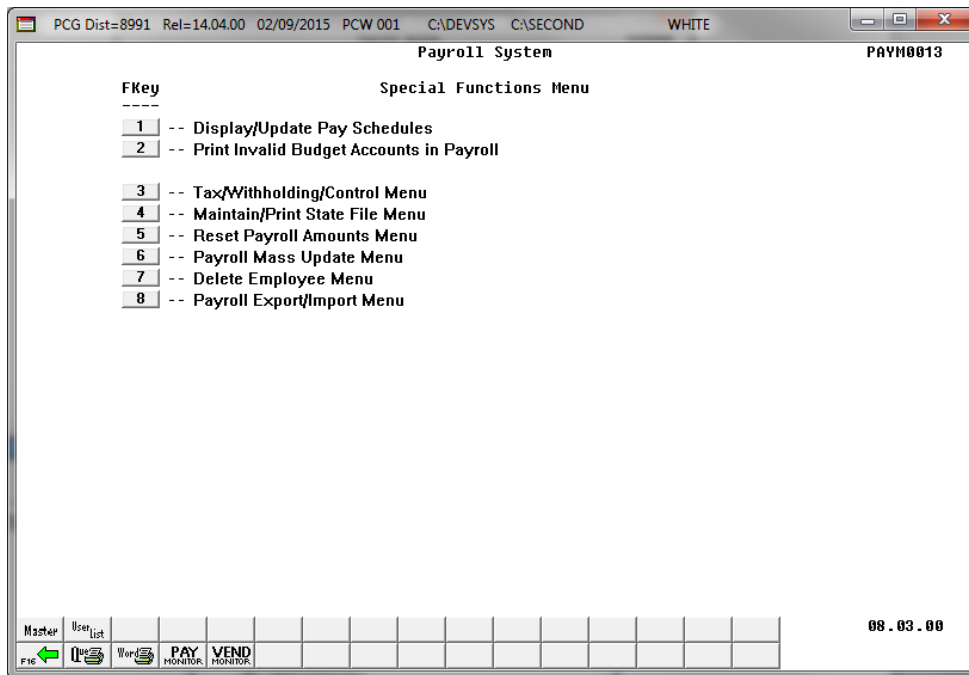 PCG Dist=8991 Rel=14.04.00 02/09/2015 PCW 001 C:\DEVSYS C:\SECOND WHITE
Payroll System PAYM0013
FKey Special Functions Menu
----
1 -- Display/Update Pay Schedules
2 -- Print Invalid Budget Accounts in Payroll
3 -- Tax/Withholding/Control Menu
4 -- Maintain/Print State File Menu
5 -- Reset Payroll Amounts Menu
6 -- Payroll Mass Update Menu
7 -- Delete Employee Menu
8 -- Payroll Export/Import Menu
Master User List 08.03.00
F16 Que Word PAY MONITOR VEND MONITOR